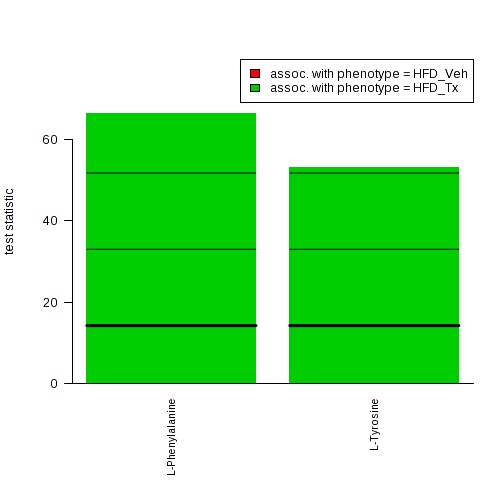 assoc. with phenotype = HFD_Veh
assoc. with phenotype = HFD_Tx
test statistic
60
40
20
0
L-Phenylalanine
L-Tyrosine